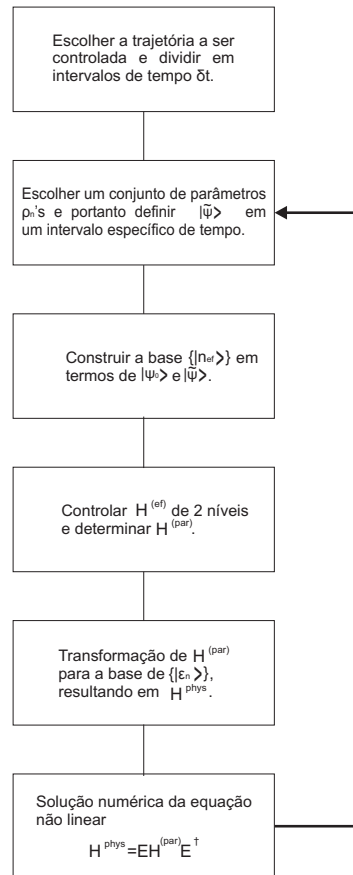 Escolher a trajetória a ser
controlada e dividir em
intervalos de tempo δt.
Escolher um conjunto de parâmetros
ρₙ's e portanto definir |ψ̃> em
um intervalo específico de tempo.
Construir a base {|nₑf>} em
termos de |ψ₀> e |ψ̃>.
Controlar H⁽ᵉᶠ⁾ de 2 níveis
e determinar H⁽ᵖᵃʳ⁾.
Transformação de H⁽ᵖᵃʳ⁾
para a base de {|εₙ>},
resultando em Hᵖʰʸˢ.
Solução numérica da equação
não linear
Hᵖʰʸˢ=EH⁽ᵖᵃʳ⁾E†